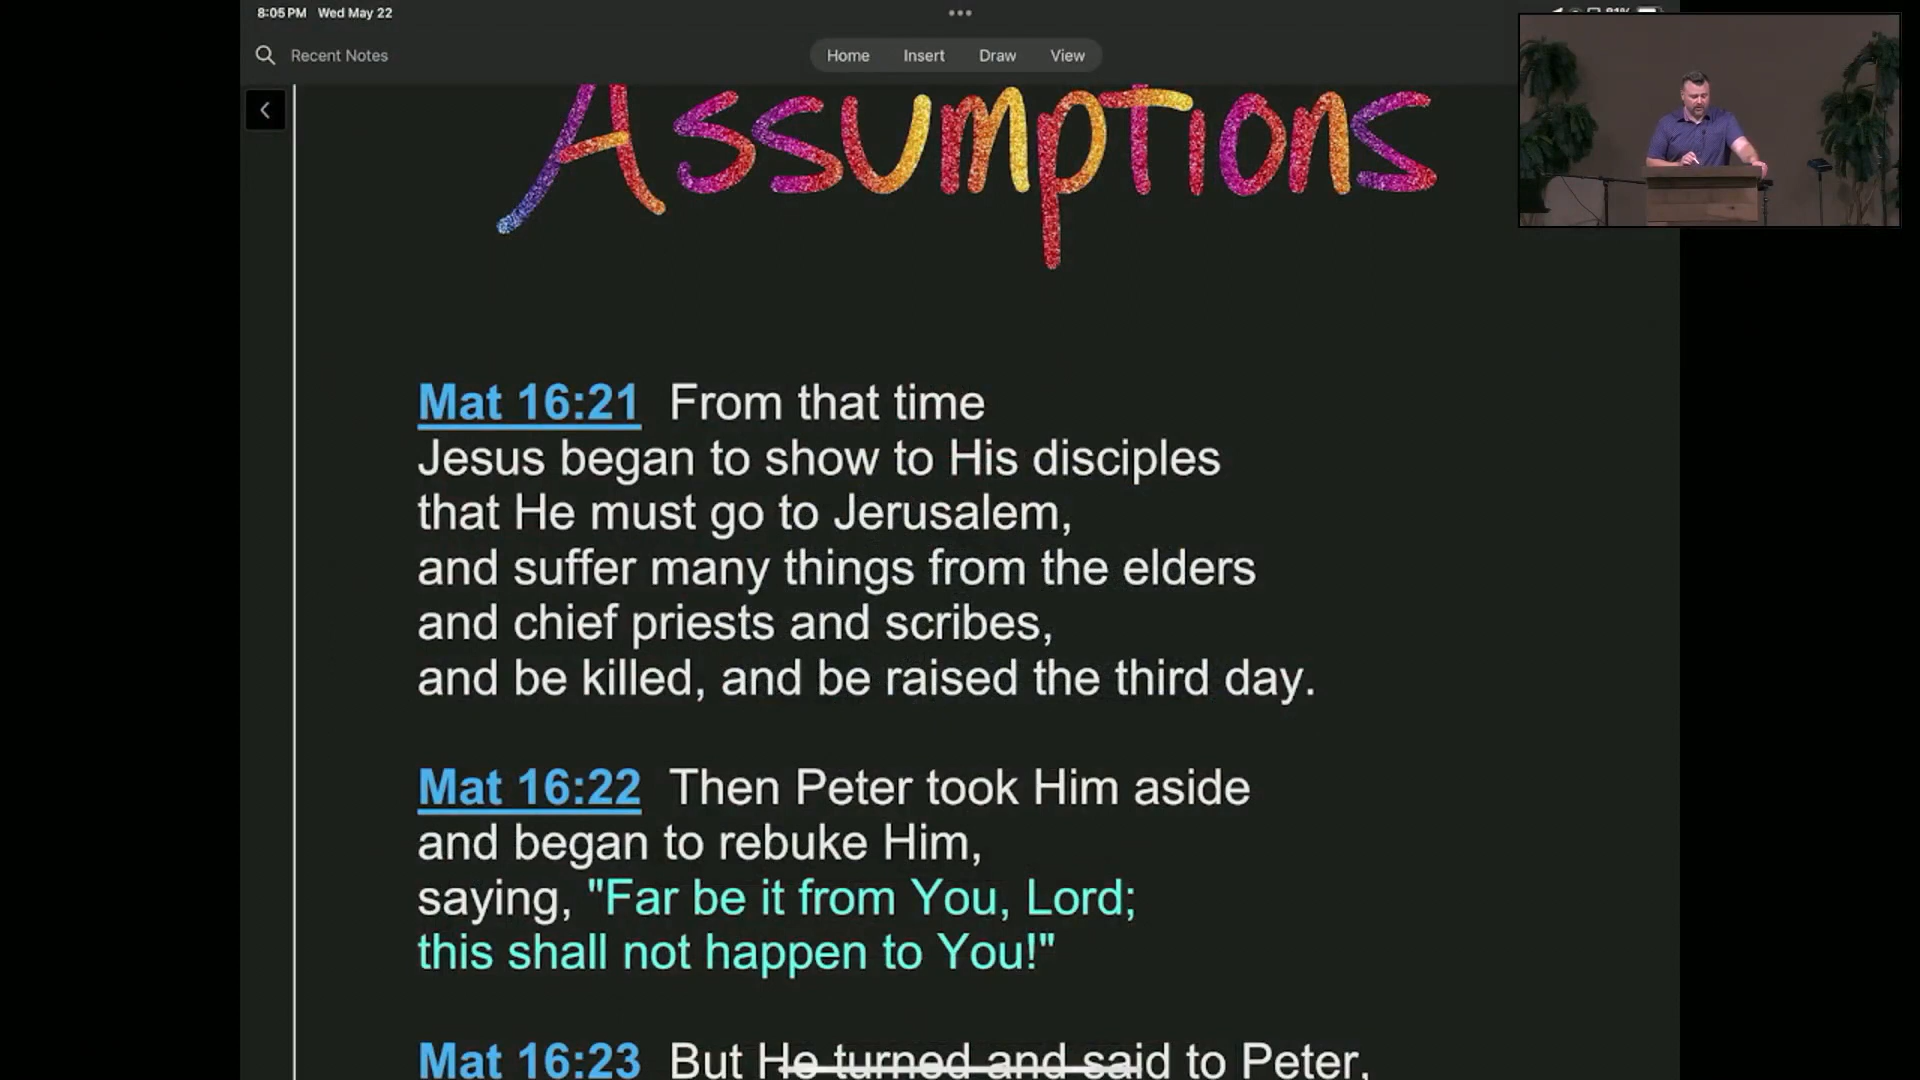 8:05 PM Wed May 22
81%
Recent Notes
Home Insert Draw View
Assumptions
Mat 16:21 From that time
Jesus began to show to His disciples
that He must go to Jerusalem,
and suffer many things from the elders
and chief priests and scribes,
and be killed, and be raised the third day.
Mat 16:22 Then Peter took Him aside
and began to rebuke Him,
saying, "Far be it from You, Lord;
this shall not happen to You!"
Mat 16:23 But He turned and said to Peter,